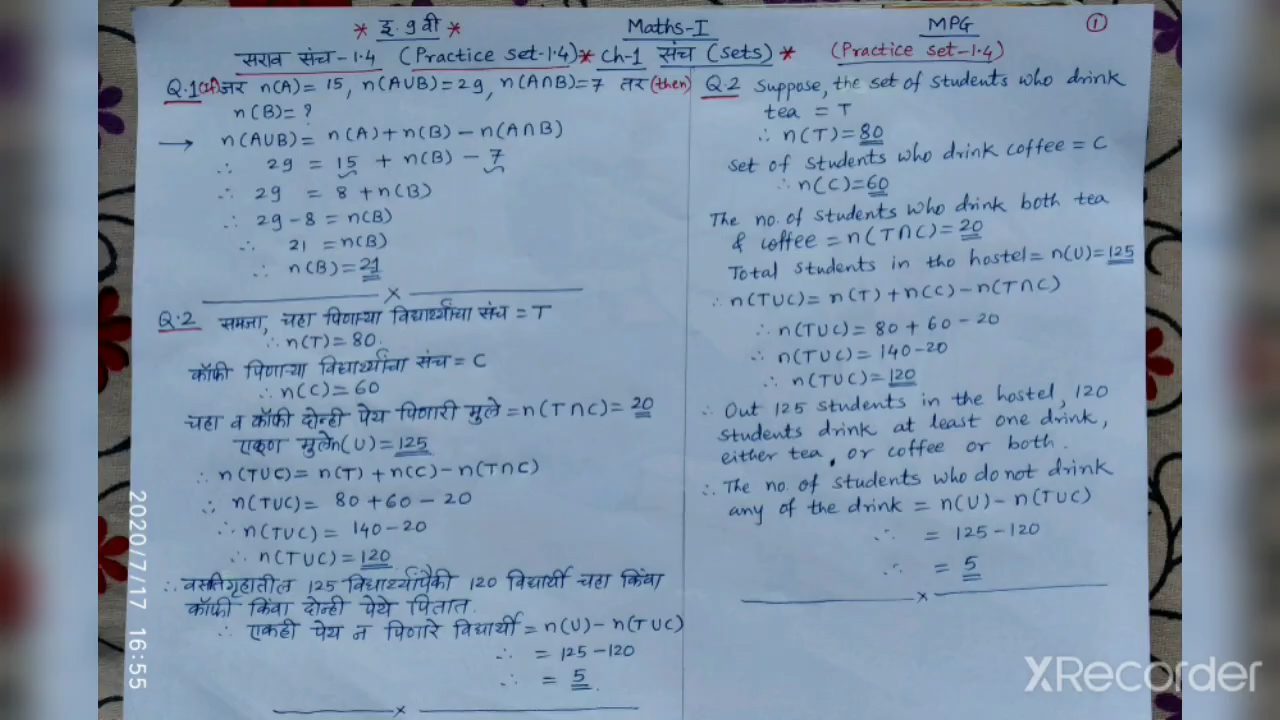 * इ. 9 वी *
Maths-I
MPG
①
सराव संच-1.4 (Practice set-1.4)* Ch-1 संच (sets) *
(Practice set-1.4)
Q.1 जर n(A)=15, n(A∪B)=29, n(A∩B)=7 तर (then)
n(B)=?
→ n(A∪B)= n(A)+n(B)-n(A∩B)
∴ 29 = 15 + n(B) - 7
∴ 29 = 8 + n(B)
∴ 29-8 = n(B)
∴ 21 = n(B)
∴ n(B)=21
x
Q.2 समजा, चहा पिणाऱ्या विद्यार्थ्यांचा संच = T
∴ n(T)=80.
कॉफी पिणाऱ्या विद्यार्थ्यांचा संच = C
∴ n(C)=60
चहा व कॉफी दोन्ही पेय पिणारी मुले = n(T∩C)=20
एकूण मुले n(U)=125
∴ n(T∪C)= n(T)+n(C)-n(T∩C)
∴ n(T∪C)= 80+60-20
∴ n(T∪C)= 140-20
∴ n(T∪C)=120
∴ वसतिगृहातील 125 विद्यार्थ्यांपैकी 120 विद्यार्थी चहा किंवा
कॉफी किंवा दोन्ही पेये पितात.
∴ एकही पेय न पिणारे विद्यार्थी = n(U)-n(T∪C)
∴ = 125-120
∴ = 5.
x
Q.2 Suppose, the set of students who drink
tea = T
∴ n(T)=80
set of students who drink coffee = C
∴ n(C)=60
The no. of students who drink both tea
& coffee = n(T∩C)=20
Total students in the hostel = n(U)=125
∴ n(T∪C)= n(T)+n(C)-n(T∩C)
∴ n(T∪C)= 80+60-20
∴ n(T∪C)= 140-20
∴ n(T∪C)=120
∴ Out 125 students in the hostel, 120
students drink at least one drink,
either tea, or coffee or both.
∴ The no. of students who do not drink
any of the drink = n(U)-n(T∪C)
∴ = 125-120
∴ = 5
x
2020/7/17 16:55
XRecorder